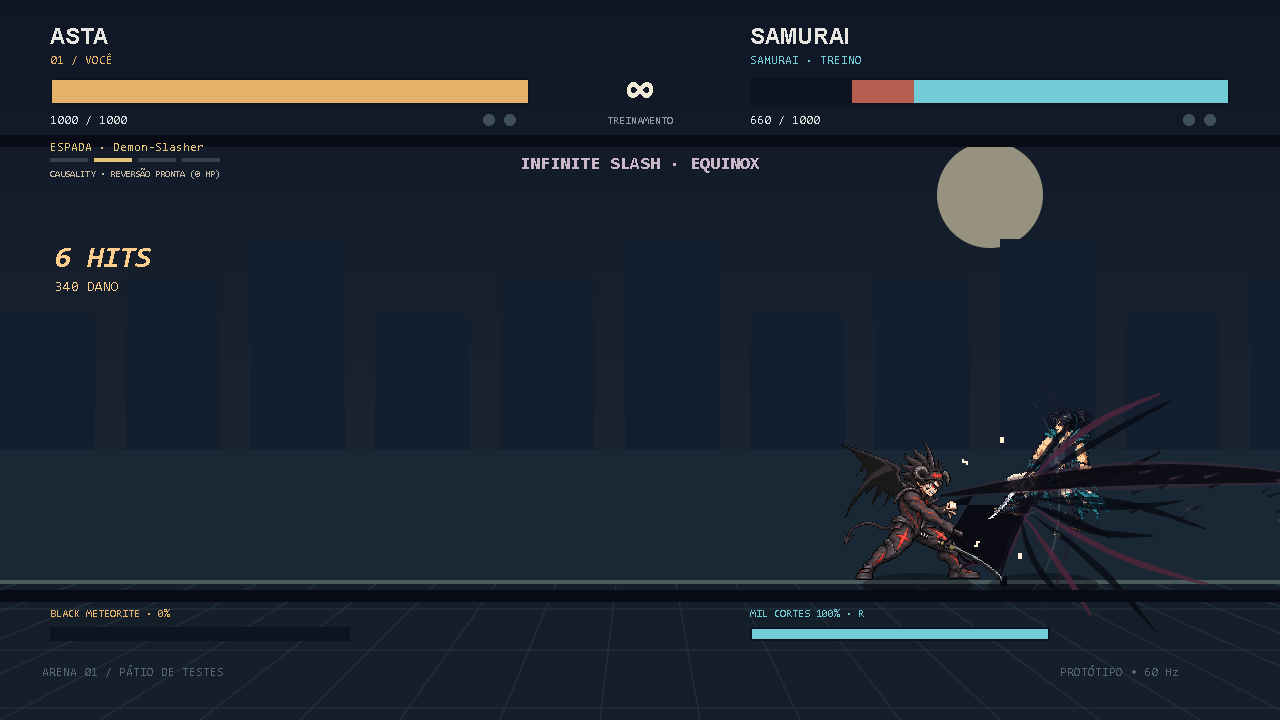 ASTA
01 / VOCÊ
1000 / 1000
∞
TREINAMENTO
SAMURAI
SAMURAI · TREINO
660 / 1000
ESPADA · Demon-Slasher
CAUSALITY · REVERSÃO PRONTA (0 HP)
INFINITE SLASH · EQUINOX
6 HITS
340 DANO
BLACK METEORITE · 0%
MIL CORTES 100% · R
ARENA 01 / PÁTIO DE TESTES
PROTÓTIPO • 60 Hz